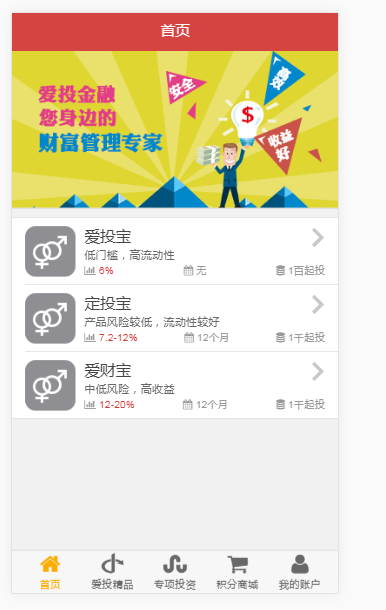 首页
爱投金融
您身边的
财富管理专家
安全
高效
$
收益
好
爱投宝
低门槛，高流动性
6% 无 1百起投
定投宝
产品风险较低，流动性较好
7.2-12% 12个月 1千起投
爱财宝
中低风险，高收益
12-20% 12个月 1千起投
首页 爱投精品 专项投资 积分商城 我的账户